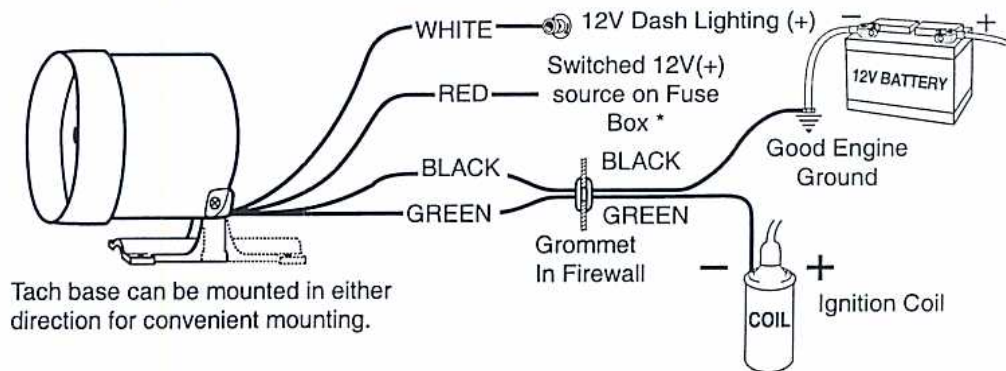 WHITE
12V Dash Lighting (+)
− +
12V BATTERY
RED
Switched 12V(+)
source on Fuse
Box *
BLACK
BLACK
Good Engine
Ground
GREEN
GREEN
Grommet
In Firewall
− +
COIL
Ignition Coil
Tach base can be mounted in either
direction for convenient mounting.